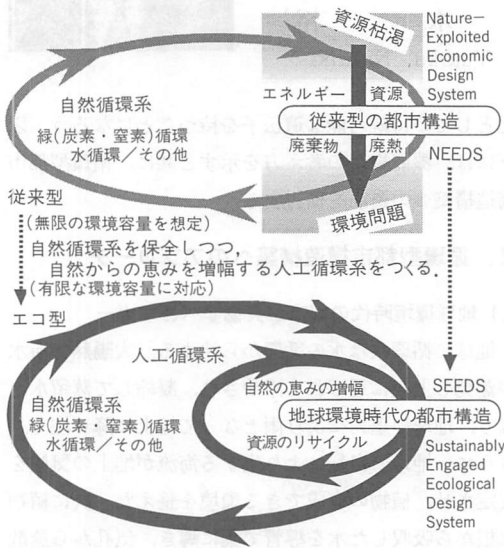 資源枯渇
Nature-
Exploited
Economic
Design
System
エネルギー 資源
自然循環系
緑(炭素・窒素)循環
水循環/その他
従来型の都市構造
廃棄物 廃熱
NEEDS
環境問題
従来型
(無限の環境容量を想定)
自然循環系を保全しつつ,
自然からの恵みを増幅する人工循環系をつくる.
(有限な環境容量に対応)
エコ型
人工循環系
自然の恵みの増幅
SEEDS
自然循環系
緑(炭素・窒素)循環
水循環/その他
地球環境時代の都市構造
資源のリサイクル
Sustainably
Engaged
Ecological
Design
System